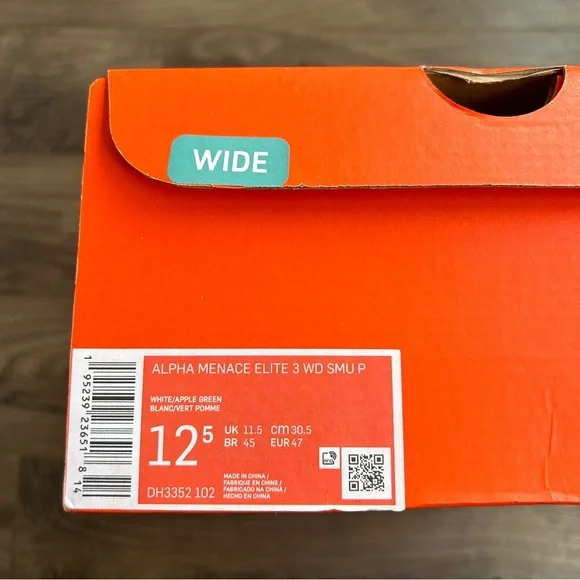 WIDE
ALPHA MENACE ELITE 3 WD SMU P
WHITE/APPLE GREEN
BLANC/VERT POMME
12⁵
UK 11.5 CM 30.5
BR 45 EUR 47
MADE IN CHINA /
FABRIQUÉ EN CHINE /
FABRICADO NA CHINA /
HECHO EN CHINA
DH3352 102
1 95239 23651 8 14